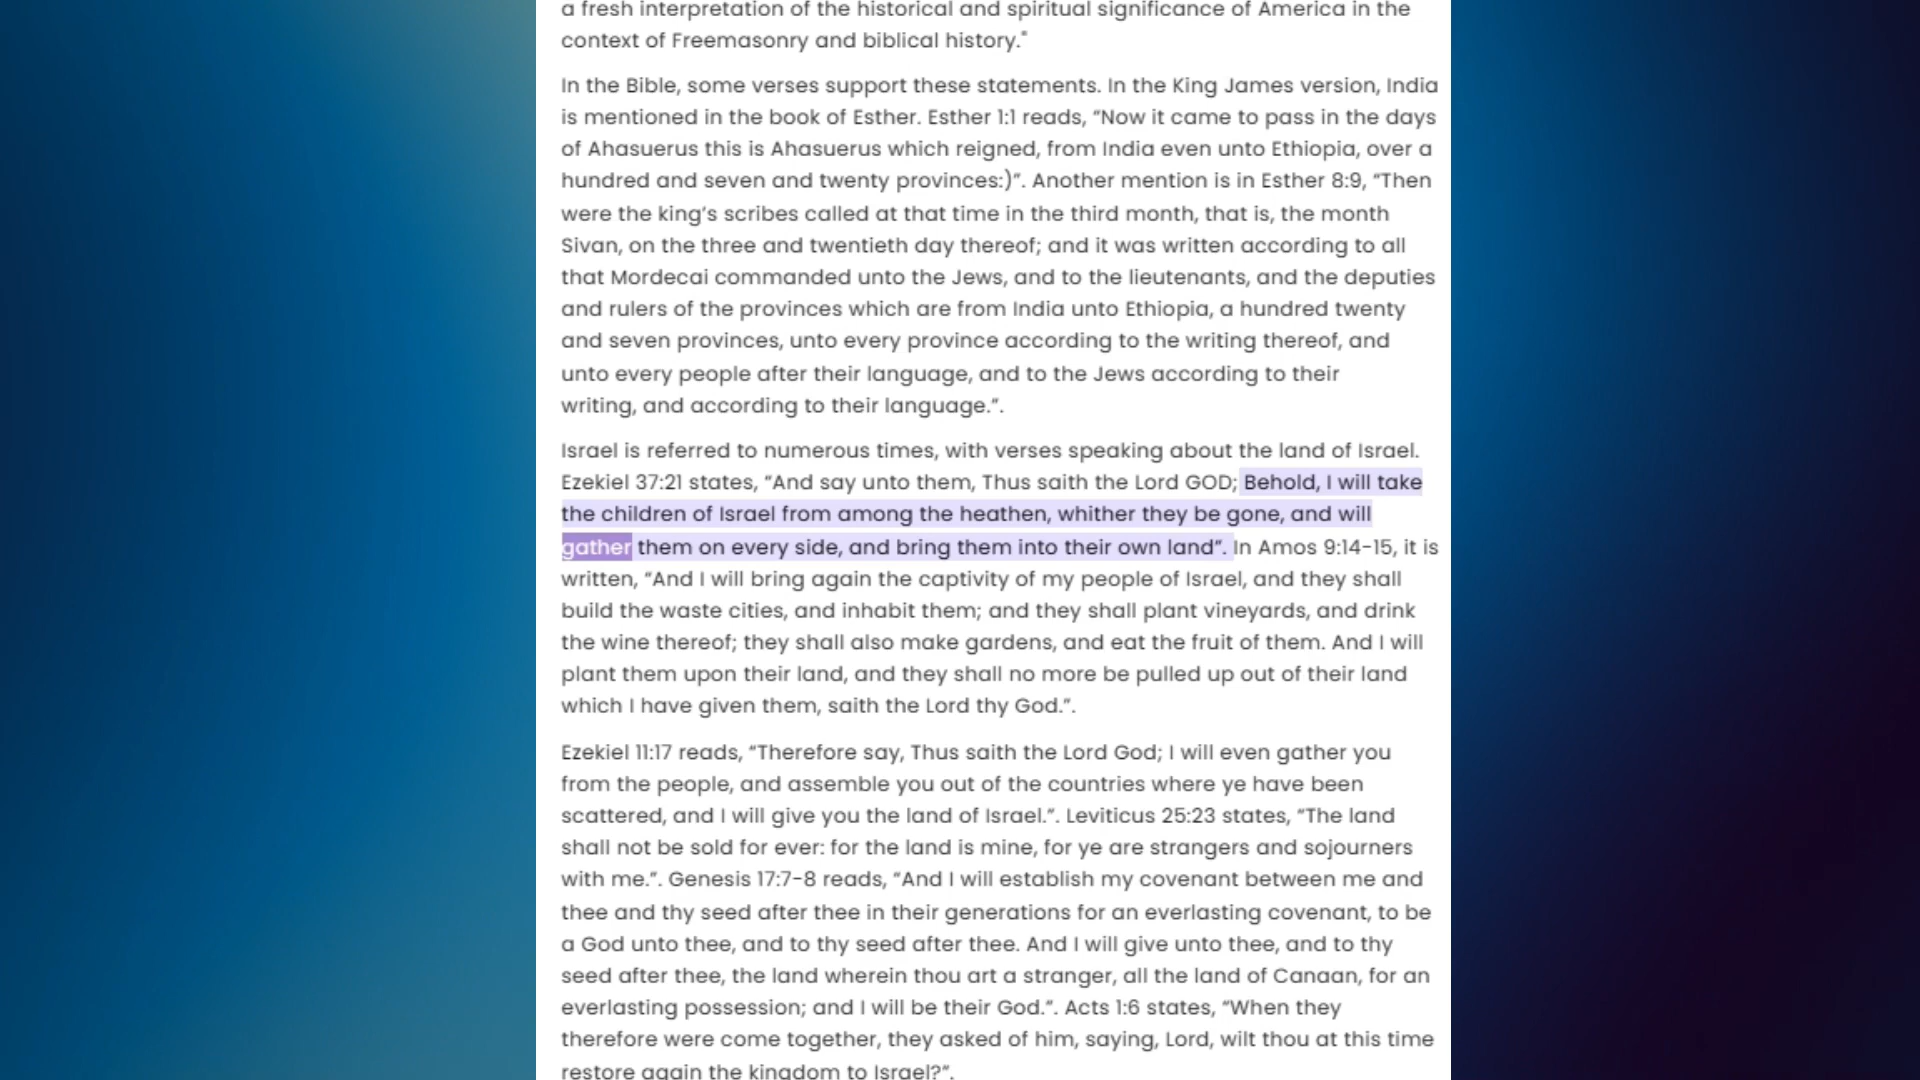 a fresh interpretation of the historical and spiritual significance of America in the
context of Freemasonry and biblical history."
In the Bible, some verses support these statements. In the King James version, India
is mentioned in the book of Esther. Esther 1:1 reads, “Now it came to pass in the days
of Ahasuerus this is Ahasuerus which reigned, from India even unto Ethiopia, over a
hundred and seven and twenty provinces:)”. Another mention is in Esther 8:9, “Then
were the king’s scribes called at that time in the third month, that is, the month
Sivan, on the three and twentieth day thereof; and it was written according to all
that Mordecai commanded unto the Jews, and to the lieutenants, and the deputies
and rulers of the provinces which are from India unto Ethiopia, a hundred twenty
and seven provinces, unto every province according to the writing thereof, and
unto every people after their language, and to the Jews according to their
writing, and according to their language.”.
Israel is referred to numerous times, with verses speaking about the land of Israel.
Ezekiel 37:21 states, “And say unto them, Thus saith the Lord GOD; Behold, I will take
the children of Israel from among the heathen, whither they be gone, and will
gather them on every side, and bring them into their own land”. In Amos 9:14-15, it is
written, “And I will bring again the captivity of my people of Israel, and they shall
build the waste cities, and inhabit them; and they shall plant vineyards, and drink
the wine thereof; they shall also make gardens, and eat the fruit of them. And I will
plant them upon their land, and they shall no more be pulled up out of their land
which I have given them, saith the Lord thy God.”.
Ezekiel 11:17 reads, “Therefore say, Thus saith the Lord God; I will even gather you
from the people, and assemble you out of the countries where ye have been
scattered, and I will give you the land of Israel.”. Leviticus 25:23 states, “The land
shall not be sold for ever: for the land is mine, for ye are strangers and sojourners
with me.”. Genesis 17:7-8 reads, “And I will establish my covenant between me and
thee and thy seed after thee in their generations for an everlasting covenant, to be
a God unto thee, and to thy seed after thee. And I will give unto thee, and to thy
seed after thee, the land wherein thou art a stranger, all the land of Canaan, for an
everlasting possession; and I will be their God.”. Acts 1:6 states, “When they
therefore were come together, they asked of him, saying, Lord, wilt thou at this time
restore again the kingdom to Israel?”.